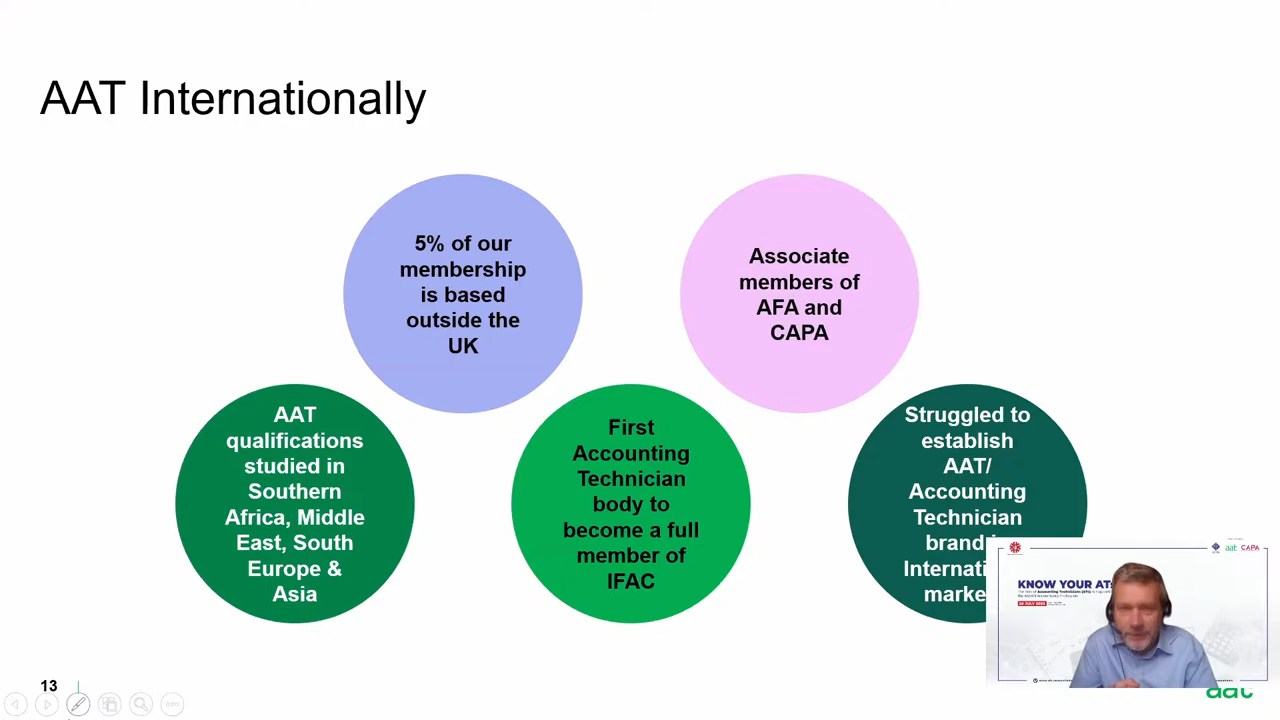 AAT Internationally
5% of our
membership
is based
outside the
UK
Associate
members of
AFA and
CAPA
AAT
qualifications
studied in
Southern
Africa, Middle
East, South
Europe &
Asia
First
Accounting
Technician
body to
become a full
member of
IFAC
Struggled to
establish
AAT/
Accounting
Technician
brand
aat CAPA
KNOW YOUR
13
aat